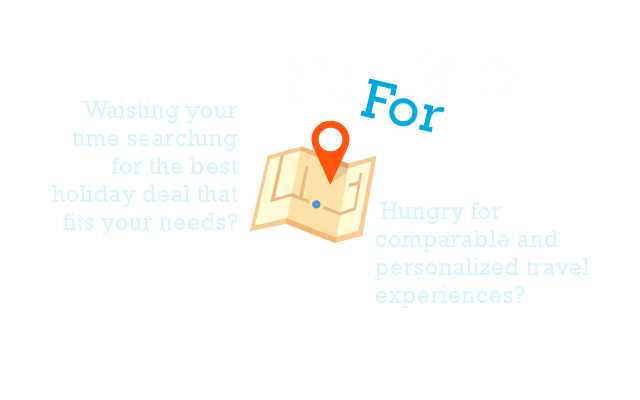 For
Waisting your
time searching
for the best
holiday deal that
fits your needs?
Hungry for
comparable and
personalized travel
experiences?